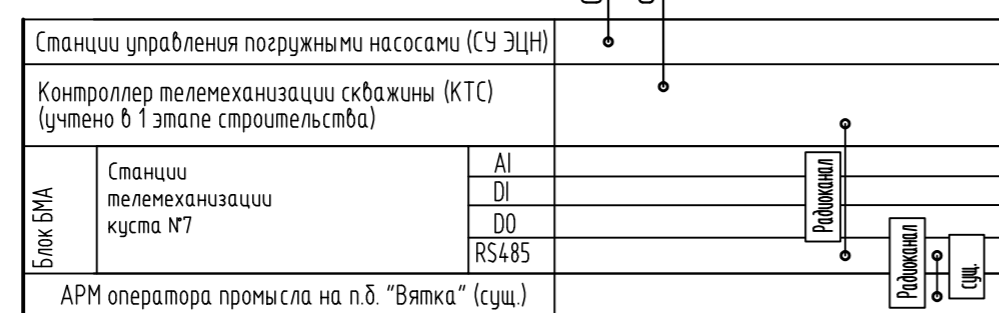 Станции управления погружными насосами (СУ ЭЦН)
Контроллер телемеханизации скважины (КТС)
(учтено в 1 этапе строительства)
Блок БМА
Станции
телемеханизации
куста №7
AI
DI
DO
RS485
Радиоканал
Радиоканал
сущ.
АРМ оператора промысла на п.б. "Вятка" (сущ.)